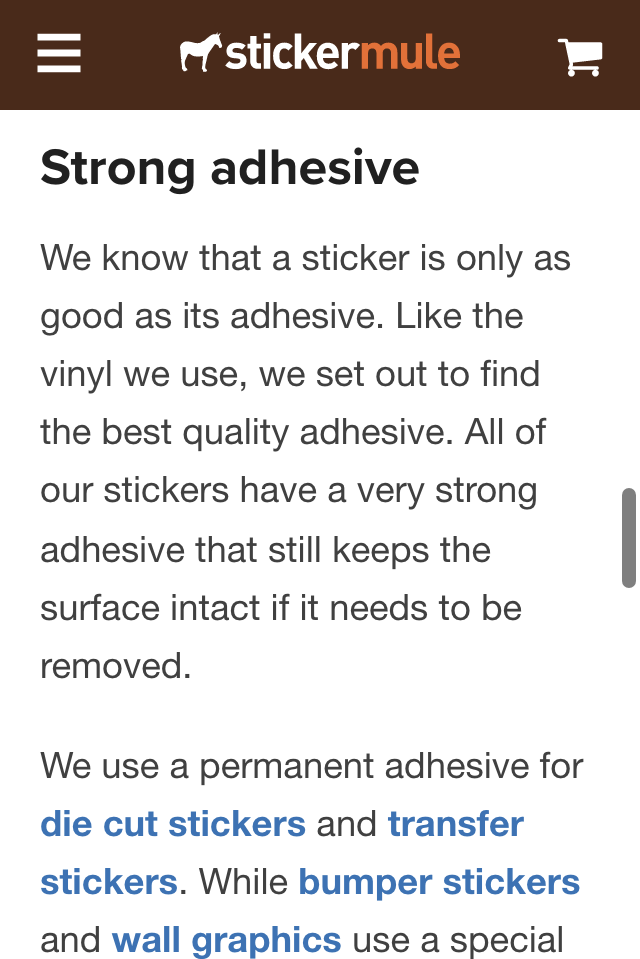 stickermule
Strong adhesive
We know that a sticker is only as
good as its adhesive. Like the
vinyl we use, we set out to find
the best quality adhesive. All of
our stickers have a very strong
adhesive that still keeps the
surface intact if it needs to be
removed.
We use a permanent adhesive for
die cut stickers and transfer
stickers. While bumper stickers
and wall graphics use a special